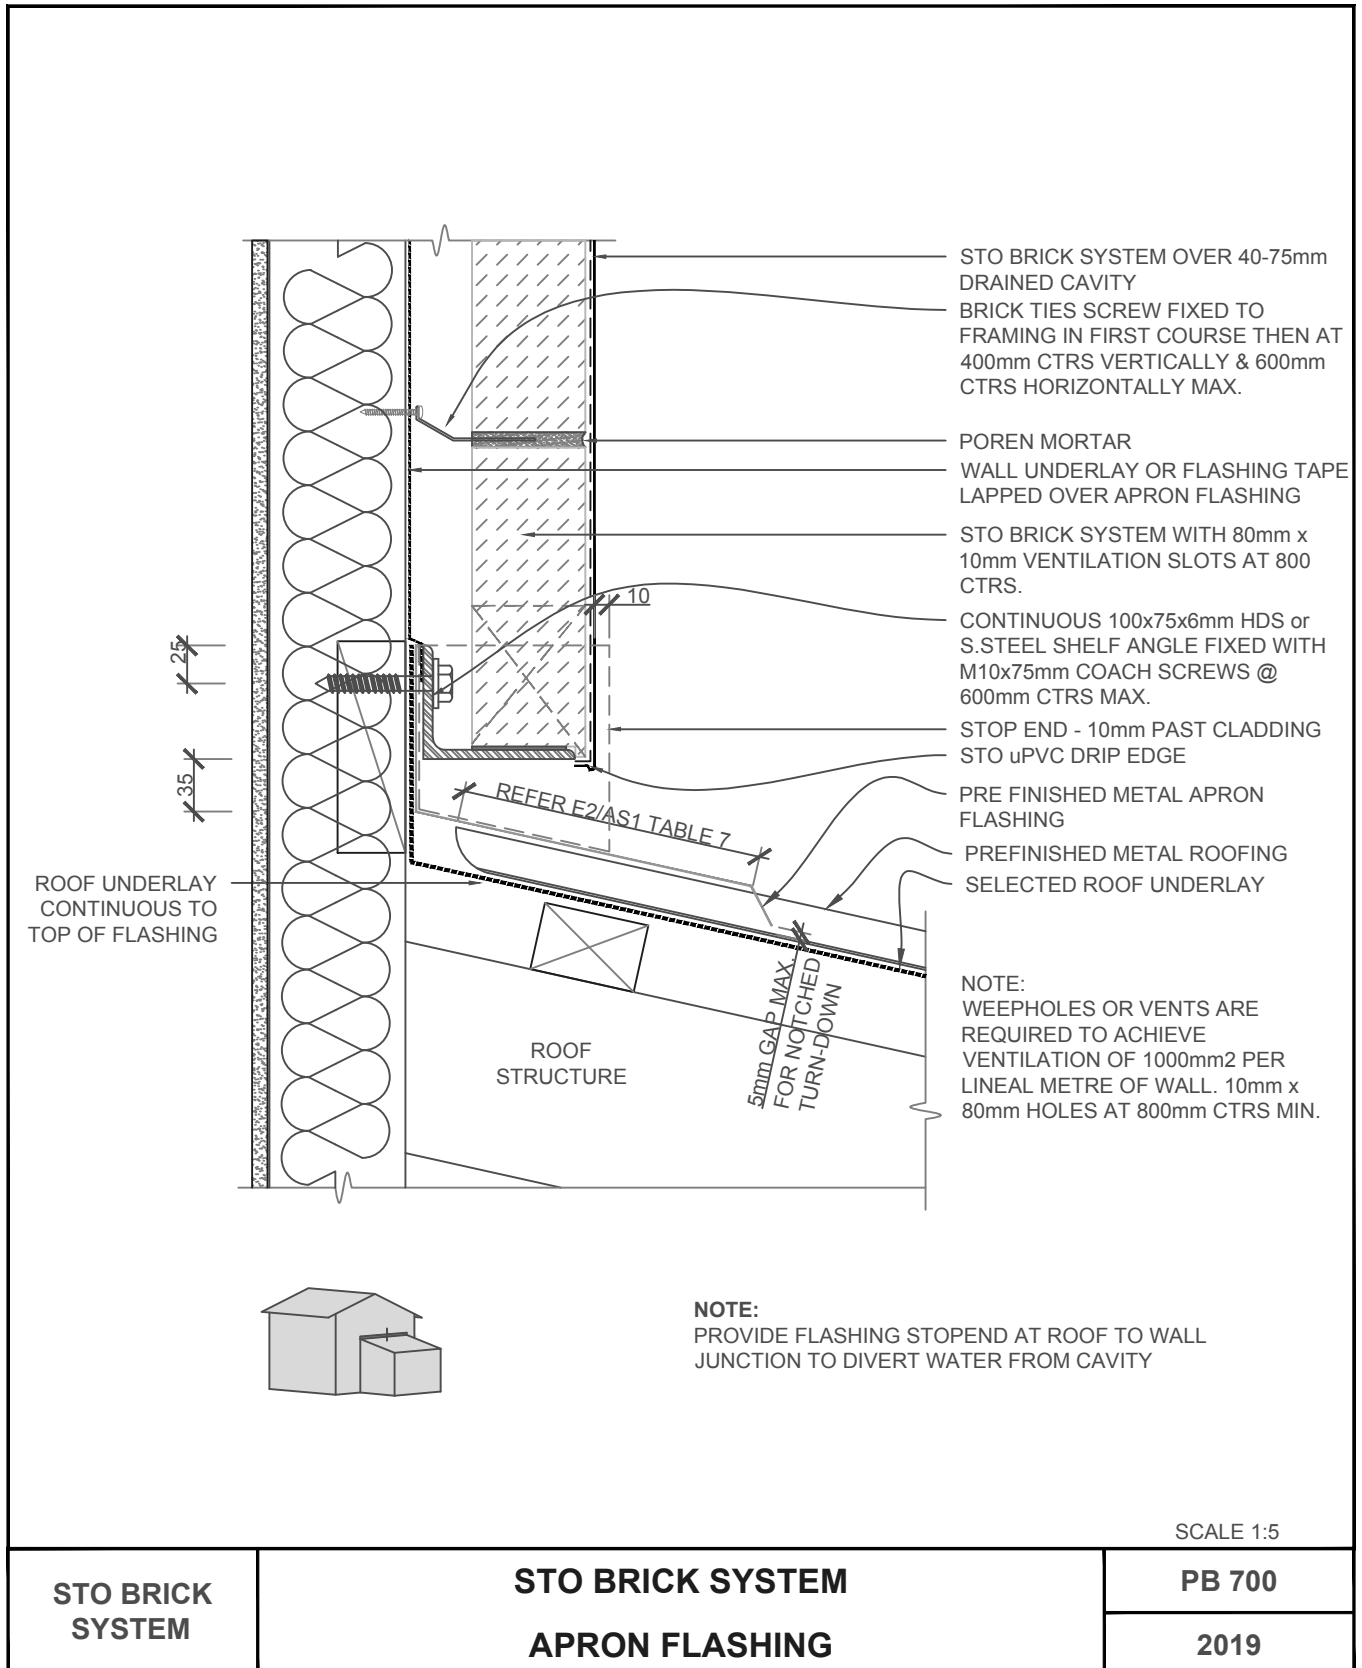 STO BRICK SYSTEM OVER 40-75mm
DRAINED CAVITY
BRICK TIES SCREW FIXED TO
FRAMING IN FIRST COURSE THEN AT
400mm CTRS VERTICALLY & 600mm
CTRS HORIZONTALLY MAX.
POREN MORTAR
WALL UNDERLAY OR FLASHING TAPE
LAPPED OVER APRON FLASHING
STO BRICK SYSTEM WITH 80mm x
10mm VENTILATION SLOTS AT 800
CTRS.
10
CONTINUOUS 100x75x6mm HDS or
S.STEEL SHELF ANGLE FIXED WITH
M10x75mm COACH SCREWS @
600mm CTRS MAX.
25
STOP END - 10mm PAST CLADDING
STO uPVC DRIP EDGE
35
REFER E2/AS1 TABLE 7
PRE FINISHED METAL APRON
FLASHING
PREFINISHED METAL ROOFING
SELECTED ROOF UNDERLAY
ROOF UNDERLAY
CONTINUOUS TO
TOP OF FLASHING
5mm GAP MAX.
FOR NOTCHED
TURN-DOWN
NOTE:
WEEPHOLES OR VENTS ARE
REQUIRED TO ACHIEVE
VENTILATION OF 1000mm2 PER
LINEAL METRE OF WALL. 10mm x
80mm HOLES AT 800mm CTRS MIN.
ROOF
STRUCTURE
NOTE:
PROVIDE FLASHING STOPEND AT ROOF TO WALL
JUNCTION TO DIVERT WATER FROM CAVITY
SCALE 1:5
STO BRICK
SYSTEM
STO BRICK SYSTEM
APRON FLASHING
PB 700
2019